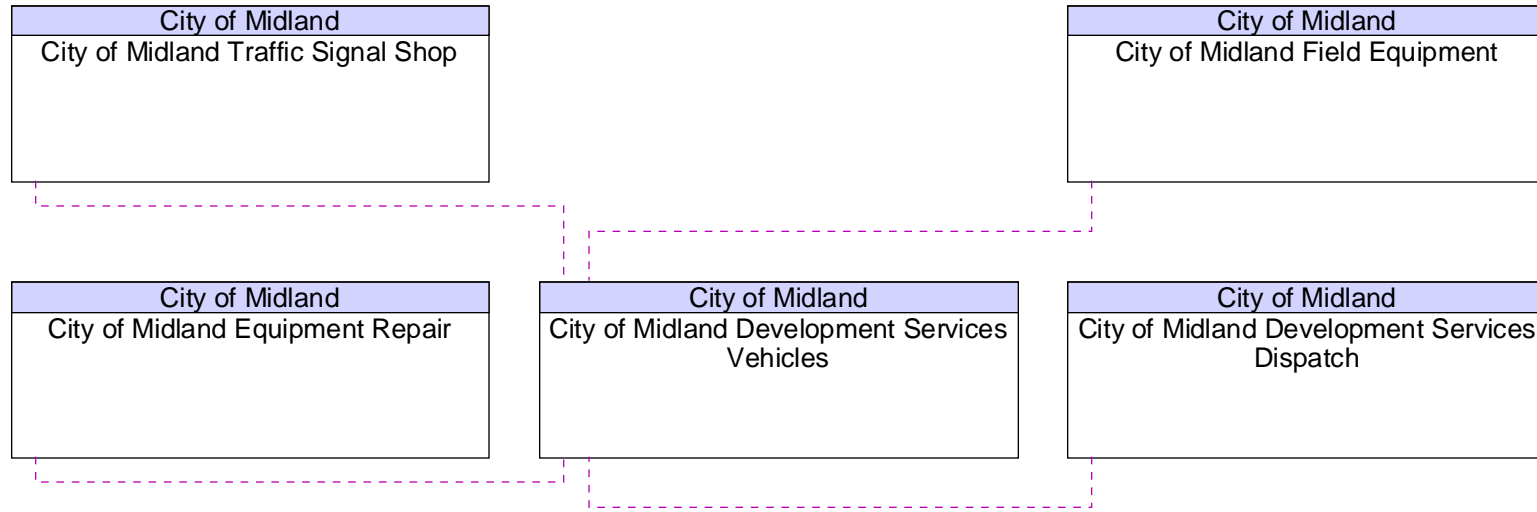 City of Midland
City of Midland Traffic Signal Shop
City of Midland
City of Midland Field Equipment
City of Midland
City of Midland Equipment Repair
City of Midland
City of Midland Development Services
Vehicles
City of Midland
City of Midland Development Services
Dispatch